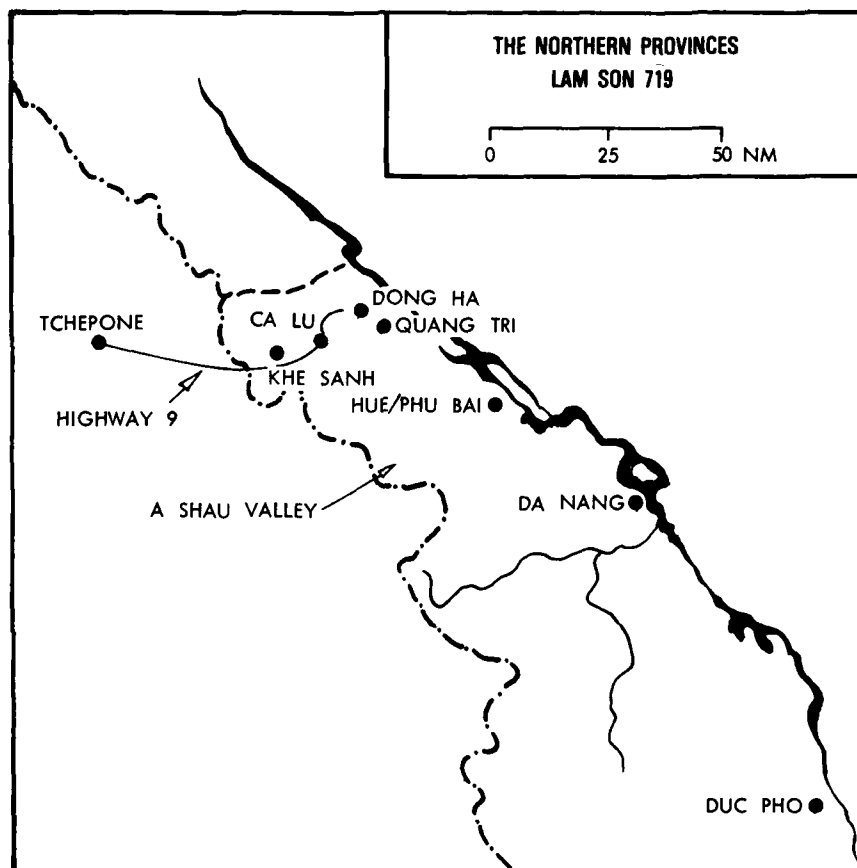 THE NORTHERN PROVINCES
LAM SON 719
0 25 50 NM
DONG HA
TCHEPONE
CA LU
QUANG TRI
KHE SANH
HIGHWAY 9
HUE/PHU BAI
A SHAU VALLEY
DA NANG
DUC PHO